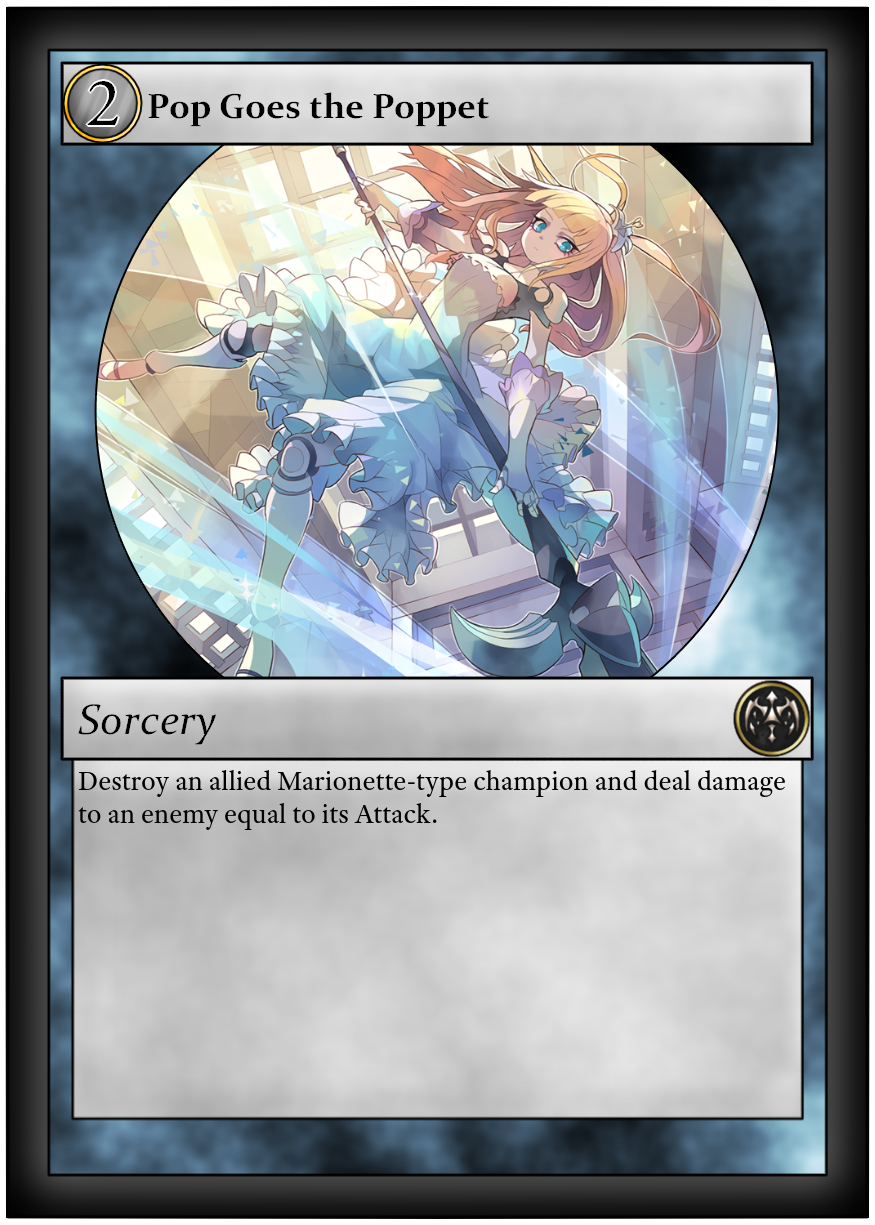 2
Pop Goes the Poppet
Sorcery
Destroy an allied Marionette-type champion and deal damage
to an enemy equal to its Attack.